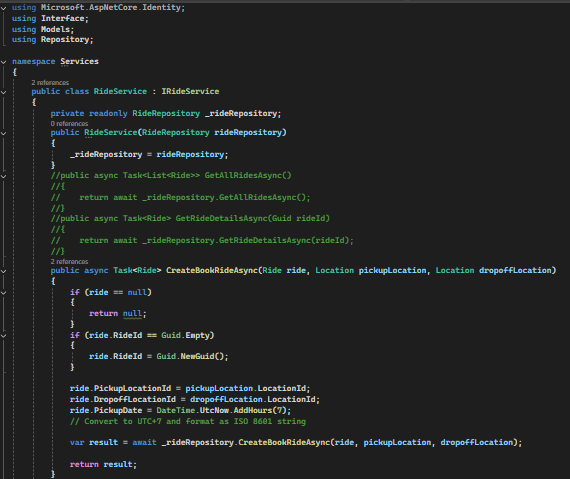 using Microsoft.AspNetCore.Identity;
using Interface;
using Models;
using Repository;
namespace Services
{
2 references
public class RideService : IRideService
{
private readonly RideRepository _rideRepository;
0 references
public RideService(RideRepository rideRepository)
{
_rideRepository = rideRepository;
}
//public async Task<List<Ride>> GetAllRidesAsync()
//{
//    return await _rideRepository.GetAllRidesAsync();
//}
//public async Task<Ride> GetRideDetailsAsync(Guid rideId)
//{
//    return await _rideRepository.GetRideDetailsAsync(rideId);
//}
2 references
public async Task<Ride> CreateBookRideAsync(Ride ride, Location pickupLocation, Location dropoffLocation)
{
if (ride == null)
{
return null;
}
if (ride.RideId == Guid.Empty)
{
ride.RideId = Guid.NewGuid();
}
ride.PickupLocationId = pickupLocation.LocationId;
ride.DropoffLocationId = dropoffLocation.LocationId;
ride.PickupDate = DateTime.UtcNow.AddHours(7);
// Convert to UTC+7 and format as ISO 8601 string
var result = await _rideRepository.CreateBookRideAsync(ride, pickupLocation, dropoffLocation);
return result;
}